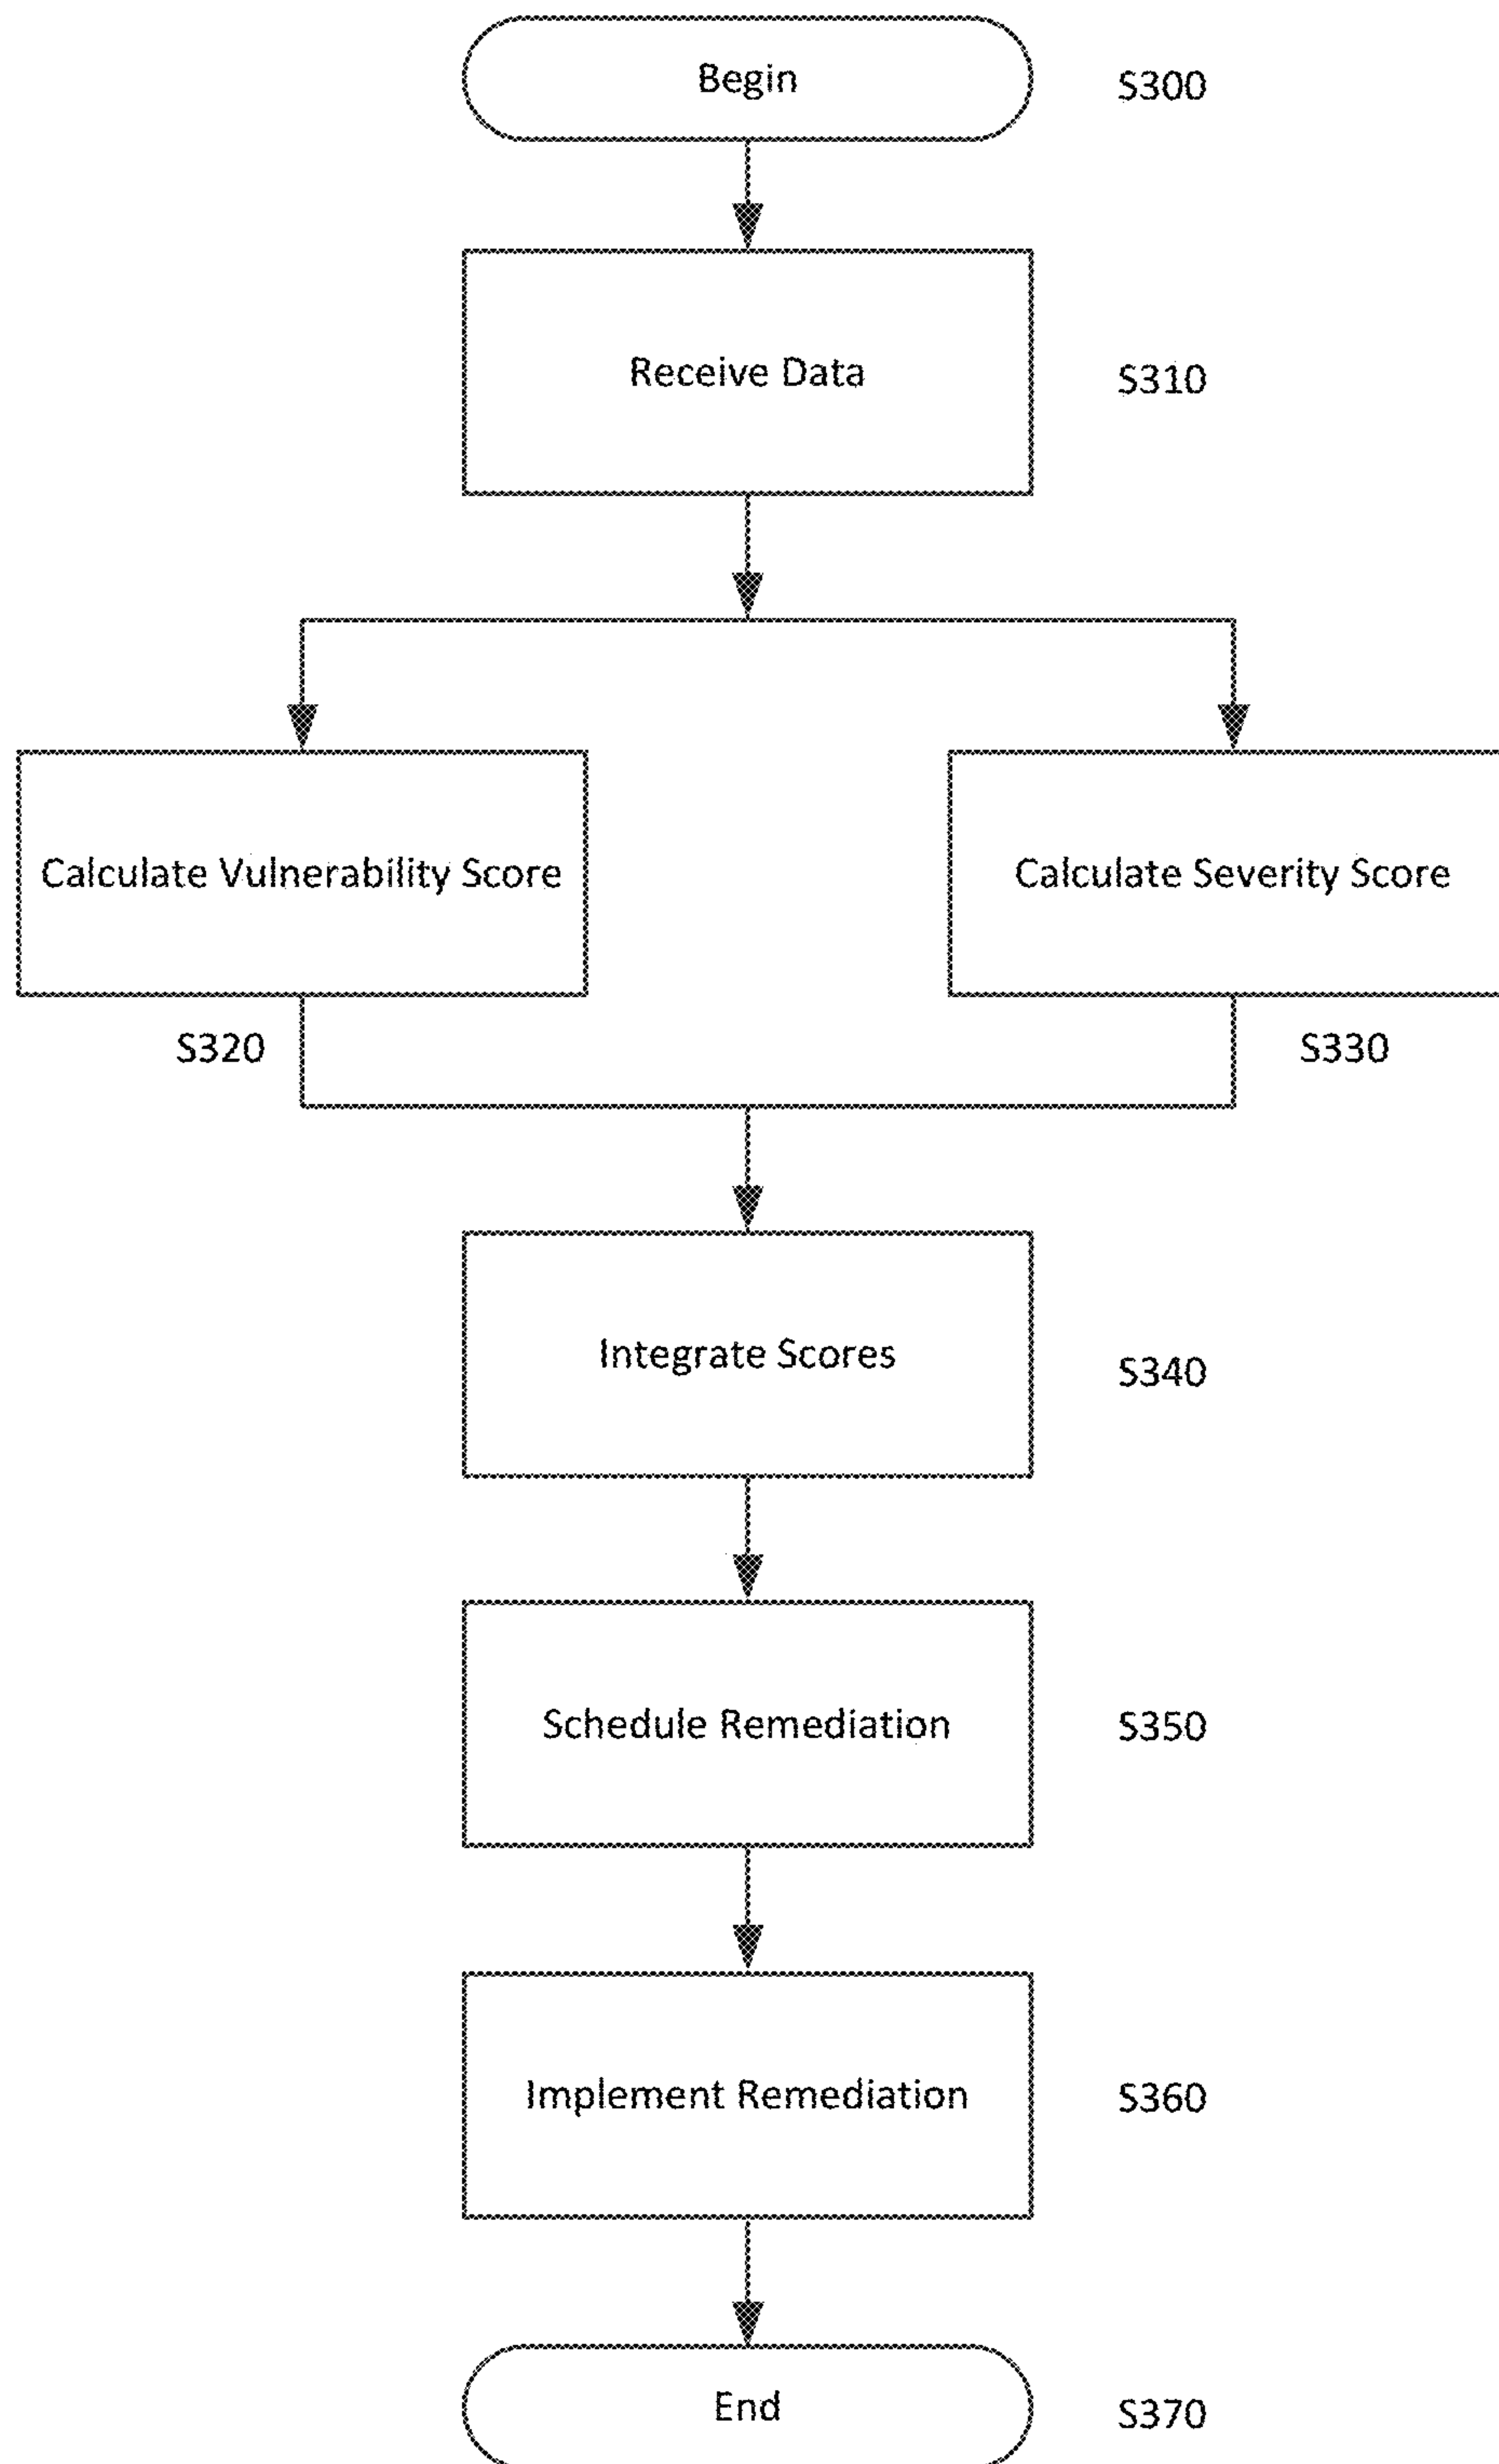 Begin
S300
Receive Data
S310
Calculate Vulnerability Score
Calculate Severity Score
S320
S330
Integrate Scores
S340
Schedule Remediation
S350
Implement Remediation
S360
End
S370